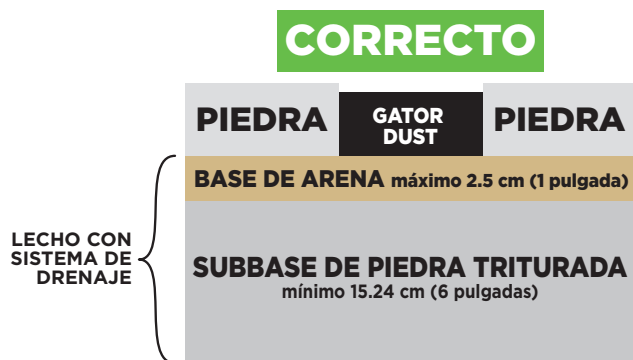 CORRECTO
PIEDRA
GATOR
DUST
PIEDRA
BASE DE ARENA máximo 2.5 cm (1 pulgada)
LECHO CON
SISTEMA DE
DRENAJE
SUBBASE DE PIEDRA TRITURADA
mínimo 15.24 cm (6 pulgadas)